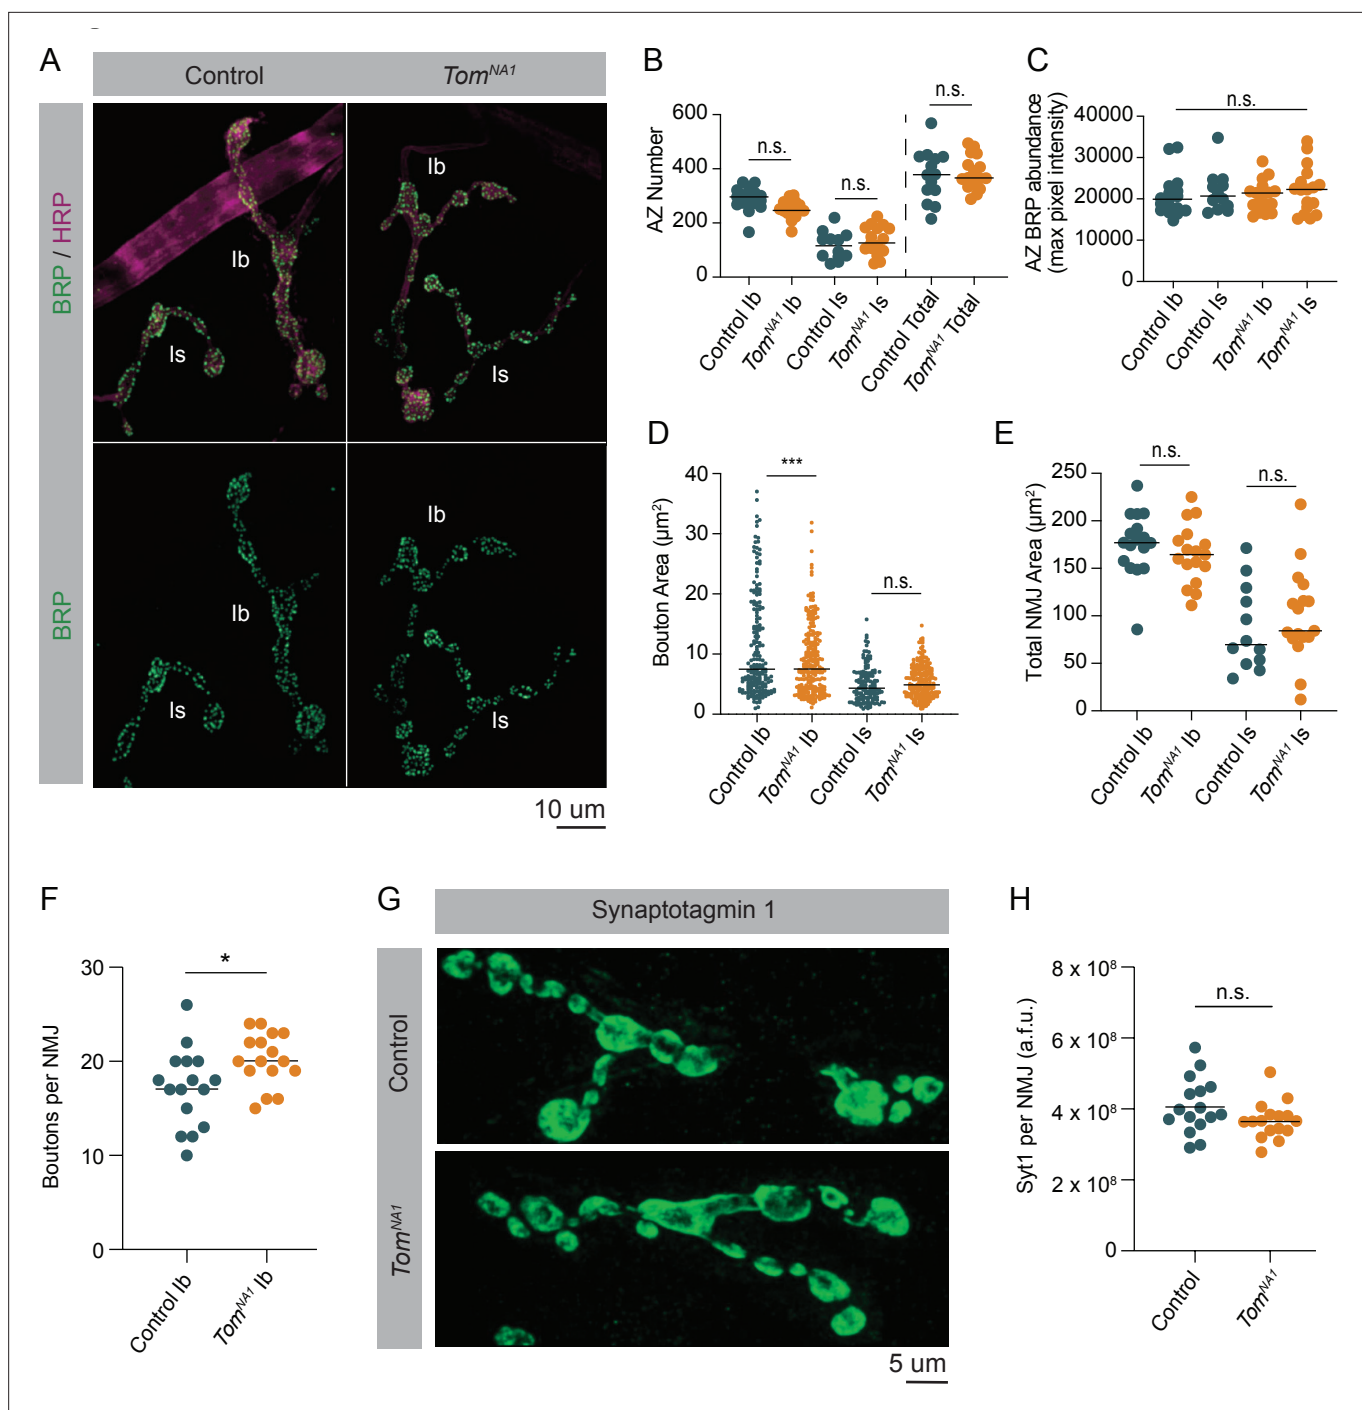 A
Control
Tom^NA1
BRP / HRP
BRP
Ib
Is
Ib
Is
Ib
Is
Ib
Is
10 um
B
AZ Number
600
400
200
0
n.s.
n.s.
n.s.
Control Ib
Tom^NA1 Ib
Control Is
Tom^NA1 Is
Control Total
Tom^NA1 Total
C
AZ BRP abundance
(max pixel intensity)
40000
30000
20000
10000
0
n.s.
Control Ib
Control Is
Tom^NA1 Ib
Tom^NA1 Is
D
Bouton Area (µm²)
40
30
20
10
0
***
n.s.
Control Ib
Tom^NA1 Ib
Control Is
Tom^NA1 Is
E
Total NMJ Area (µm²)
250
200
150
100
50
0
n.s.
n.s.
Control Ib
Tom^NA1 Ib
Control Is
Tom^NA1 Is
F
Boutons per NMJ
30
20
10
0
*
Control Ib
Tom^NA1 Ib
G
Synaptotagmin 1
Control
Tom^NA1
5 um
H
Syt1 per NMJ (a.f.u.)
8 x 10⁸
6 x 10⁸
4 x 10⁸
2 x 10⁸
0
n.s.
Control
Tom^NA1